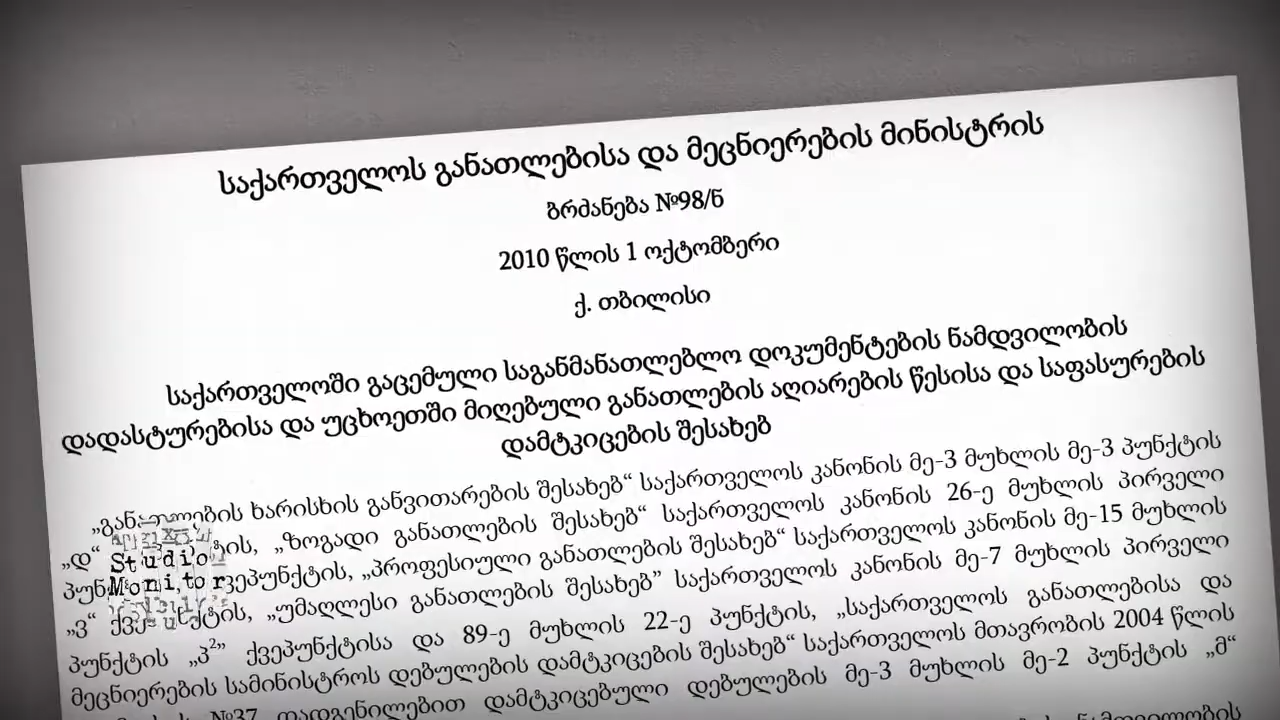 საქართველოს განათლებისა და მეცნიერების მინისტრის
ბრძანება №98/ნ
2010 წლის 1 ოქტომბერი
ქ. თბილისი
საქართველოში გაცემული საგანმანათლებლო დოკუმენტების ნამდვილობის
დადასტურებისა და უცხოეთში მიღებული განათლების აღიარების წესისა და საფასურების
დამტკიცების შესახებ
„განათლების ხარისხის განვითარების შესახებ“ საქართველოს კანონის მე-3 მუხლის მე-3 პუნქტის
„დ“ „ზოგადი განათლების შესახებ“ საქართველოს კანონის 26-ე მუხლის პირველი
„პროფესიული განათლების შესახებ“ საქართველოს კანონის მე-15 მუხლის
„ვ“ „უმაღლესი განათლების შესახებ” საქართველოს კანონის მე-7 მუხლის პირველი
პუნქტის „პ²” ქვეპუნქტისა და 89-ე მუხლის 22-ე პუნქტის, „საქართველოს განათლებისა და
მეცნიერების სამინისტროს დებულების დამტკიცების შესახებ“ საქართველოს მთავრობის 2004 წლის
№37 დადგენილებით დამტკიცებული დებულების მე-3 მუხლის მე-2 პუნქტის „მ“
Studio
Monitor